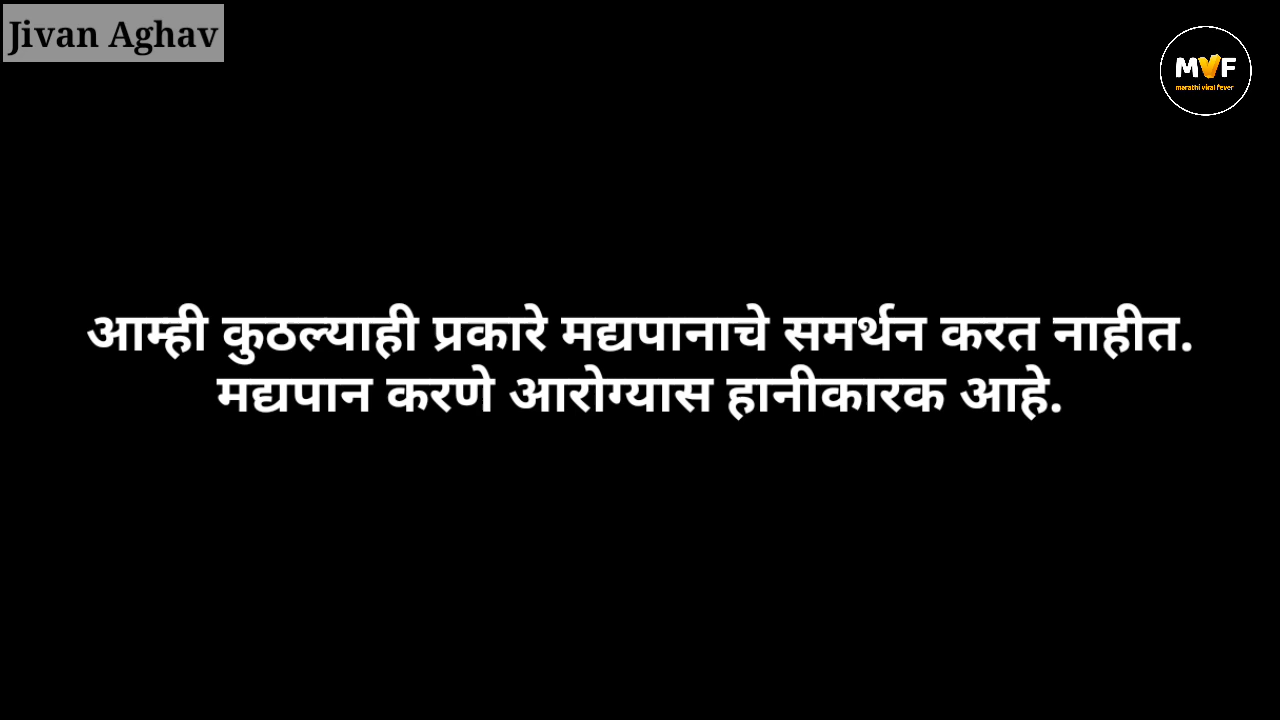 Jivan Aghav
MVF
marathi viral fever
आम्ही कुठल्याही प्रकारे मद्यपानाचे समर्थन करत नाहीत.
मद्यपान करणे आरोग्यास हानीकारक आहे.